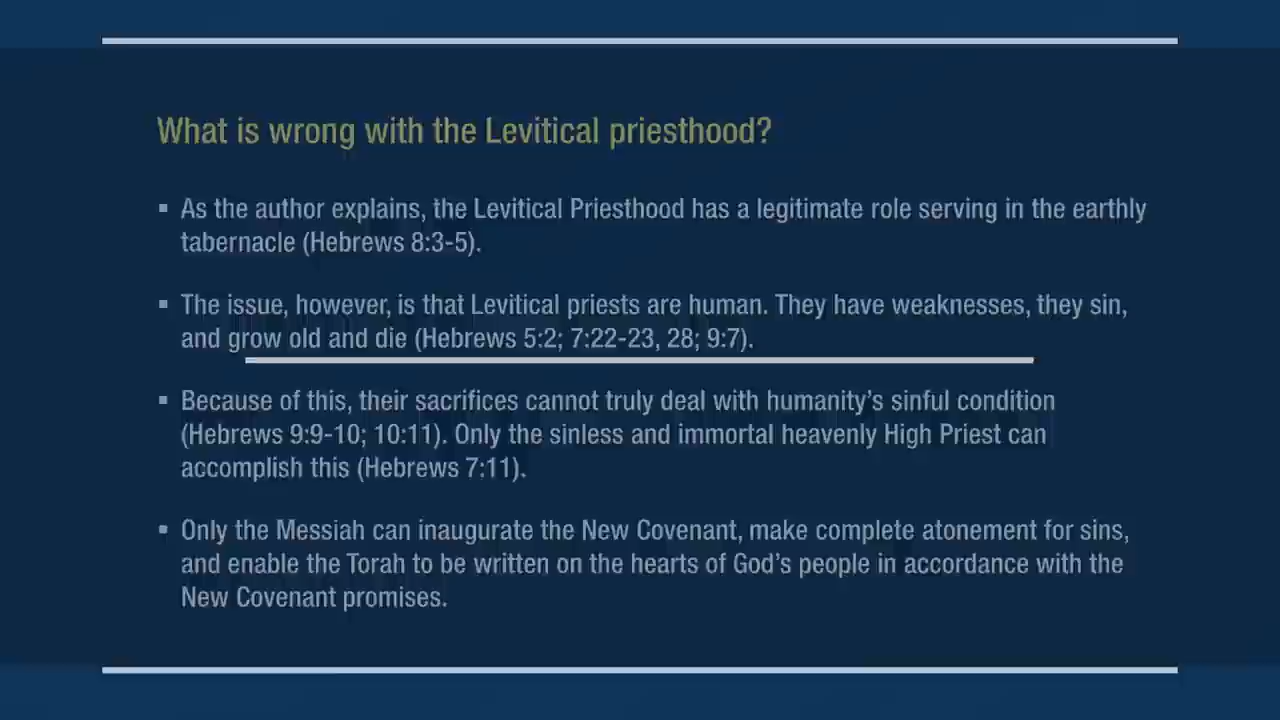 What is wrong with the Levitical priesthood?
▪ As the author explains, the Levitical Priesthood has a legitimate role serving in the earthly
tabernacle (Hebrews 8:3-5).
▪ The issue, however, is that Levitical priests are human. They have weaknesses, they sin,
and grow old and die (Hebrews 5:2; 7:22-23, 28; 9:7).
▪ Because of this, their sacrifices cannot truly deal with humanity’s sinful condition
(Hebrews 9:9-10; 10:11). Only the sinless and immortal heavenly High Priest can
accomplish this (Hebrews 7:11).
▪ Only the Messiah can inaugurate the New Covenant, make complete atonement for sins,
and enable the Torah to be written on the hearts of God’s people in accordance with the
New Covenant promises.